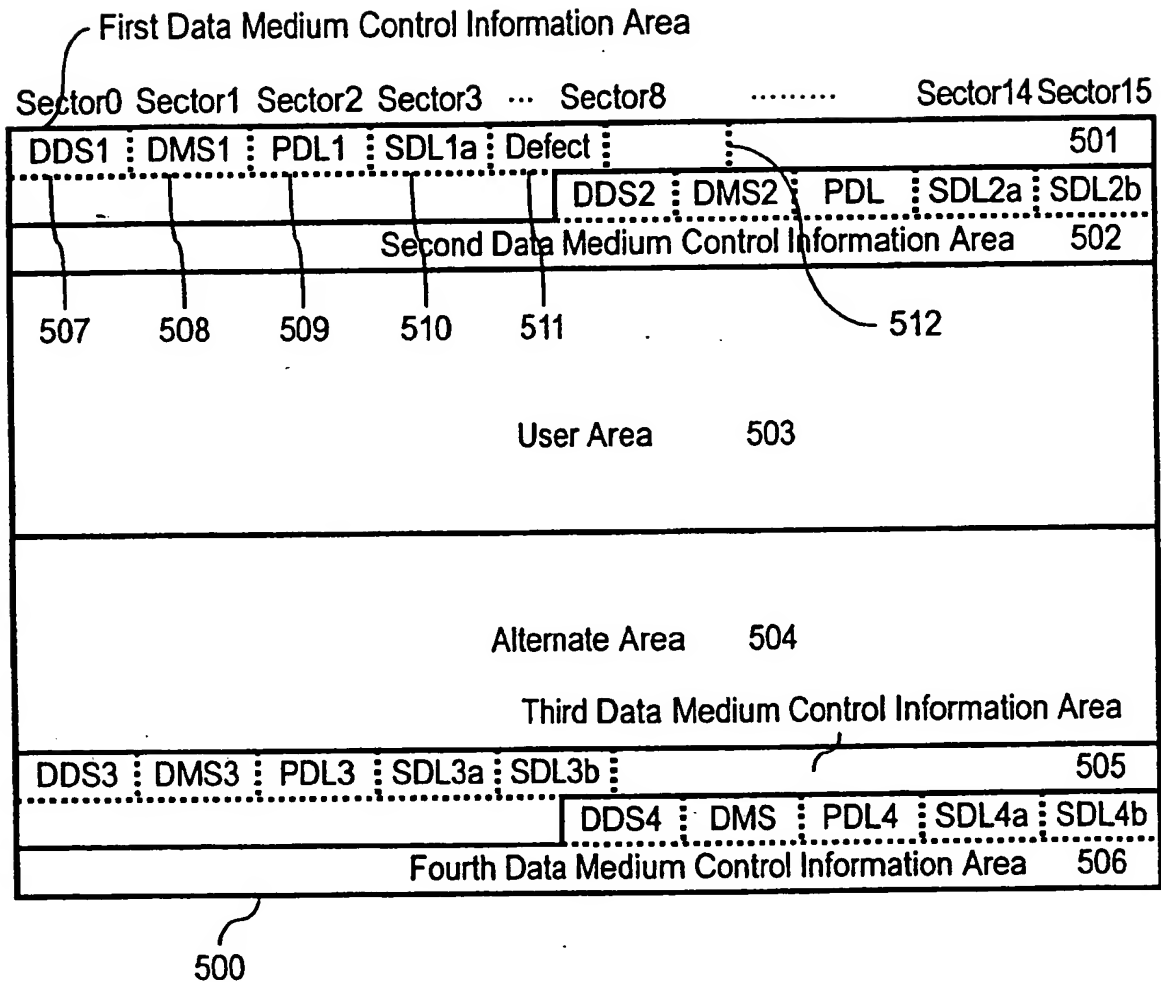 First Data Medium Control Information Area
Sector0 Sector1 Sector2 Sector3 ... Sector8 ......... Sector14 Sector15
DDS1 DMS1 PDL1 SDL1a Defect 501
DDS2 DMS2 PDL SDL2a SDL2b
Second Data Medium Control Information Area 502
507 508 509 510 511 512
User Area 503
Alternate Area 504
Third Data Medium Control Information Area
DDS3 DMS3 PDL3 SDL3a SDL3b 505
DDS4 DMS PDL4 SDL4a SDL4b
Fourth Data Medium Control Information Area 506
500